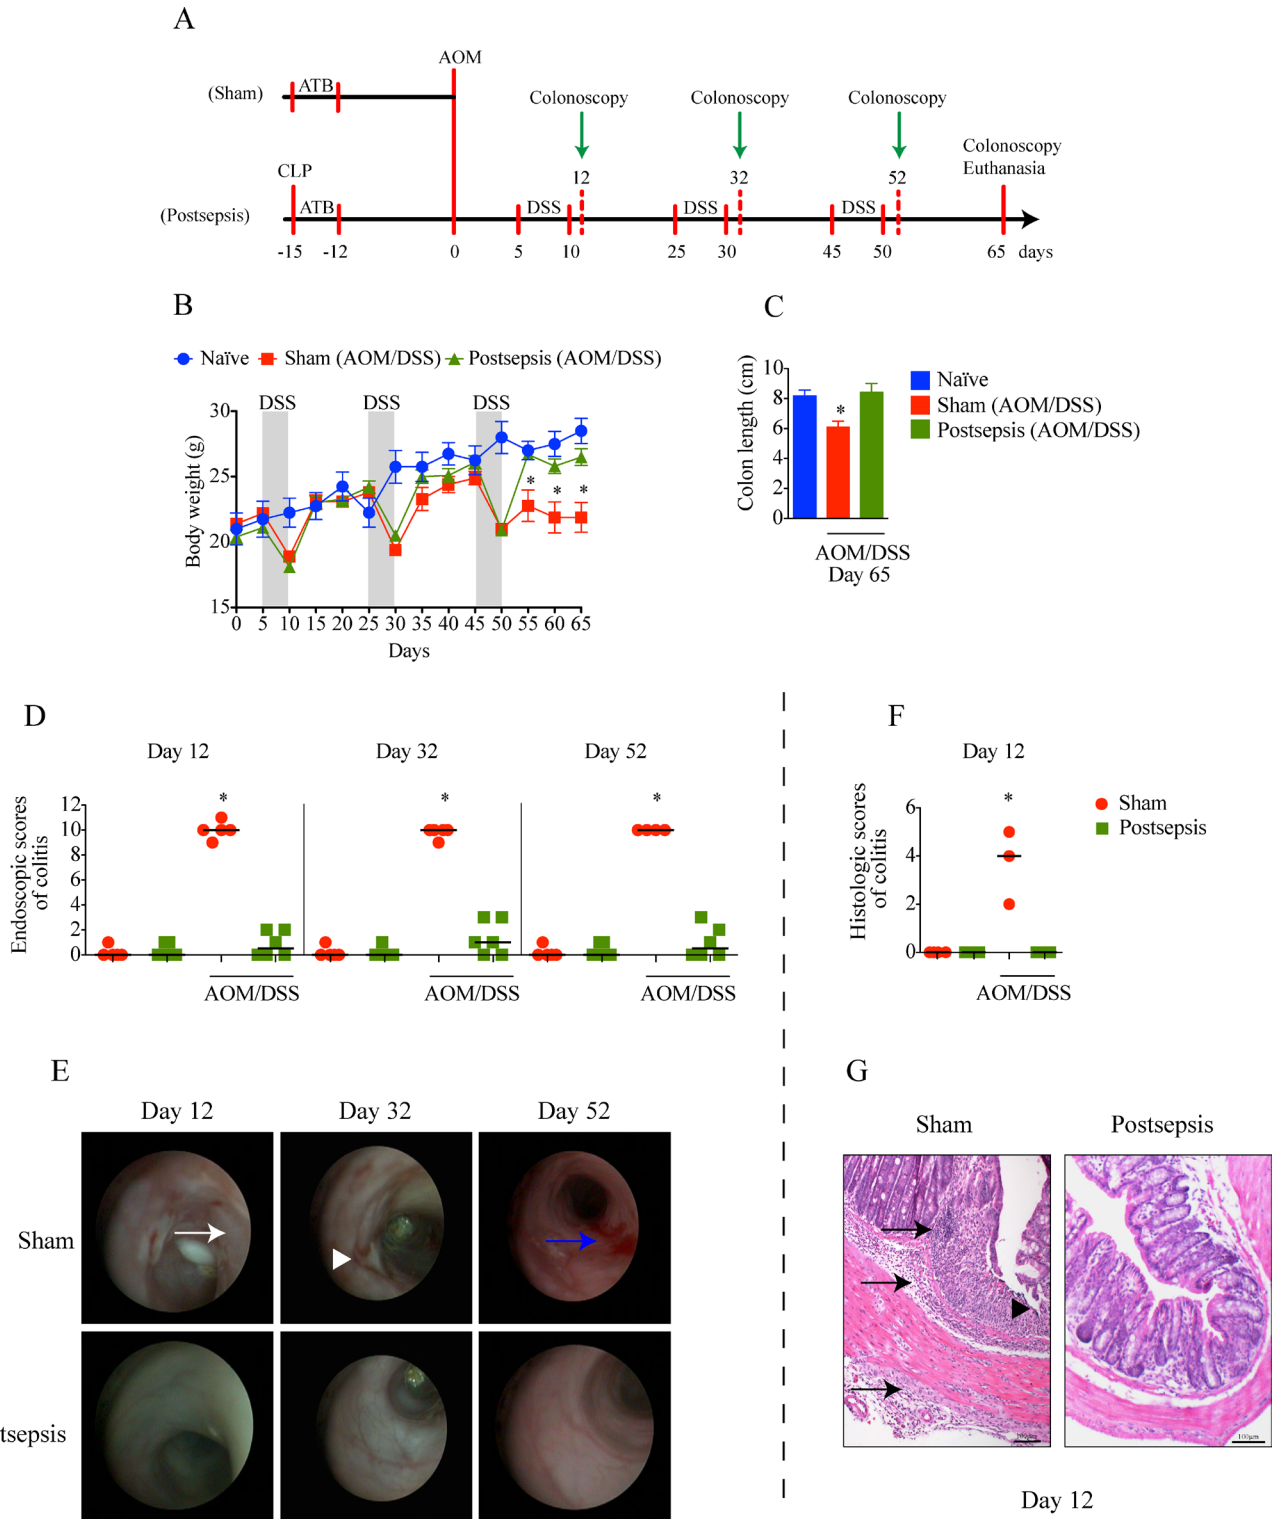 A
AOM
(Sham)
ATB
Colonoscopy
Colonoscopy
Colonoscopy
Colonoscopy
Euthanasia
CLP
12
32
52
(Postsepsis)
ATB
DSS
DSS
DSS
-15
-12
0
5
10
25
30
45
50
65
days
B
Naïve
Sham (AOM/DSS)
Postsepsis (AOM/DSS)
DSS
DSS
DSS
Body weight (g)
30
25
20
15
* * *
0 5 10 15 20 25 30 35 40 45 50 55 60 65
Days
C
Colon length (cm)
10
8
6
4
2
0
*
Naïve
Sham (AOM/DSS)
Postsepsis (AOM/DSS)
AOM/DSS
Day 65
D
Day 12
Day 32
Day 52
Endoscopic scores
of colitis
12
10
8
6
4
2
0
*
*
*
AOM/DSS
AOM/DSS
AOM/DSS
F
Day 12
Histologic scores
of colitis
6
4
2
0
*
Sham
Postsepsis
AOM/DSS
E
Day 12
Day 32
Day 52
Sham
tsepsis
G
Sham
Postsepsis
100µm
100µm
Day 12